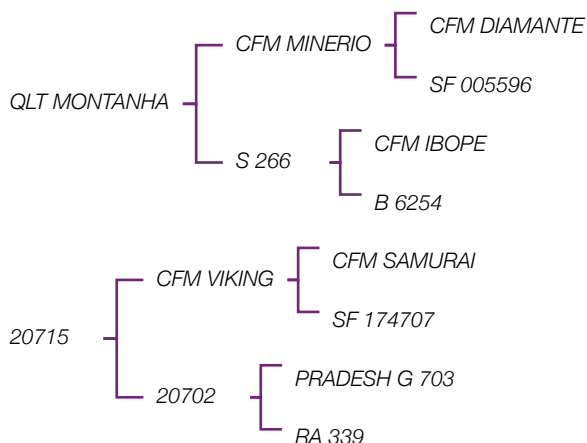 CFM DIAMANTE
CFM MINERIO
SF 005596
QLT MONTANHA
CFM IBOPE
S 266
B 6254
CFM SAMURAI
CFM VIKING
SF 174707
20715
PRADESH G 703
20702
RA 339